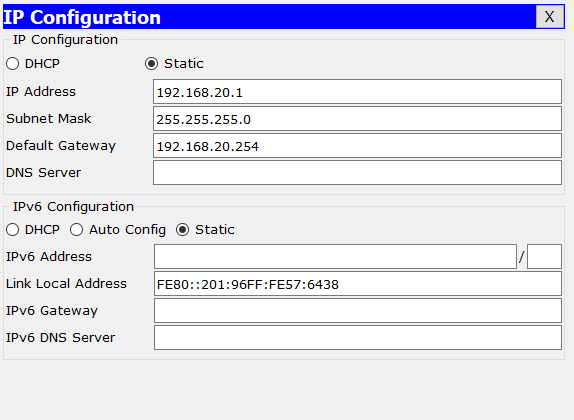 IP Configuration X
IP Configuration
DHCP Static
IP Address 192.168.20.1
Subnet Mask 255.255.255.0
Default Gateway 192.168.20.254
DNS Server
IPv6 Configuration
DHCP Auto Config Static
IPv6 Address /
Link Local Address FE80::201:96FF:FE57:6438
IPv6 Gateway
IPv6 DNS Server